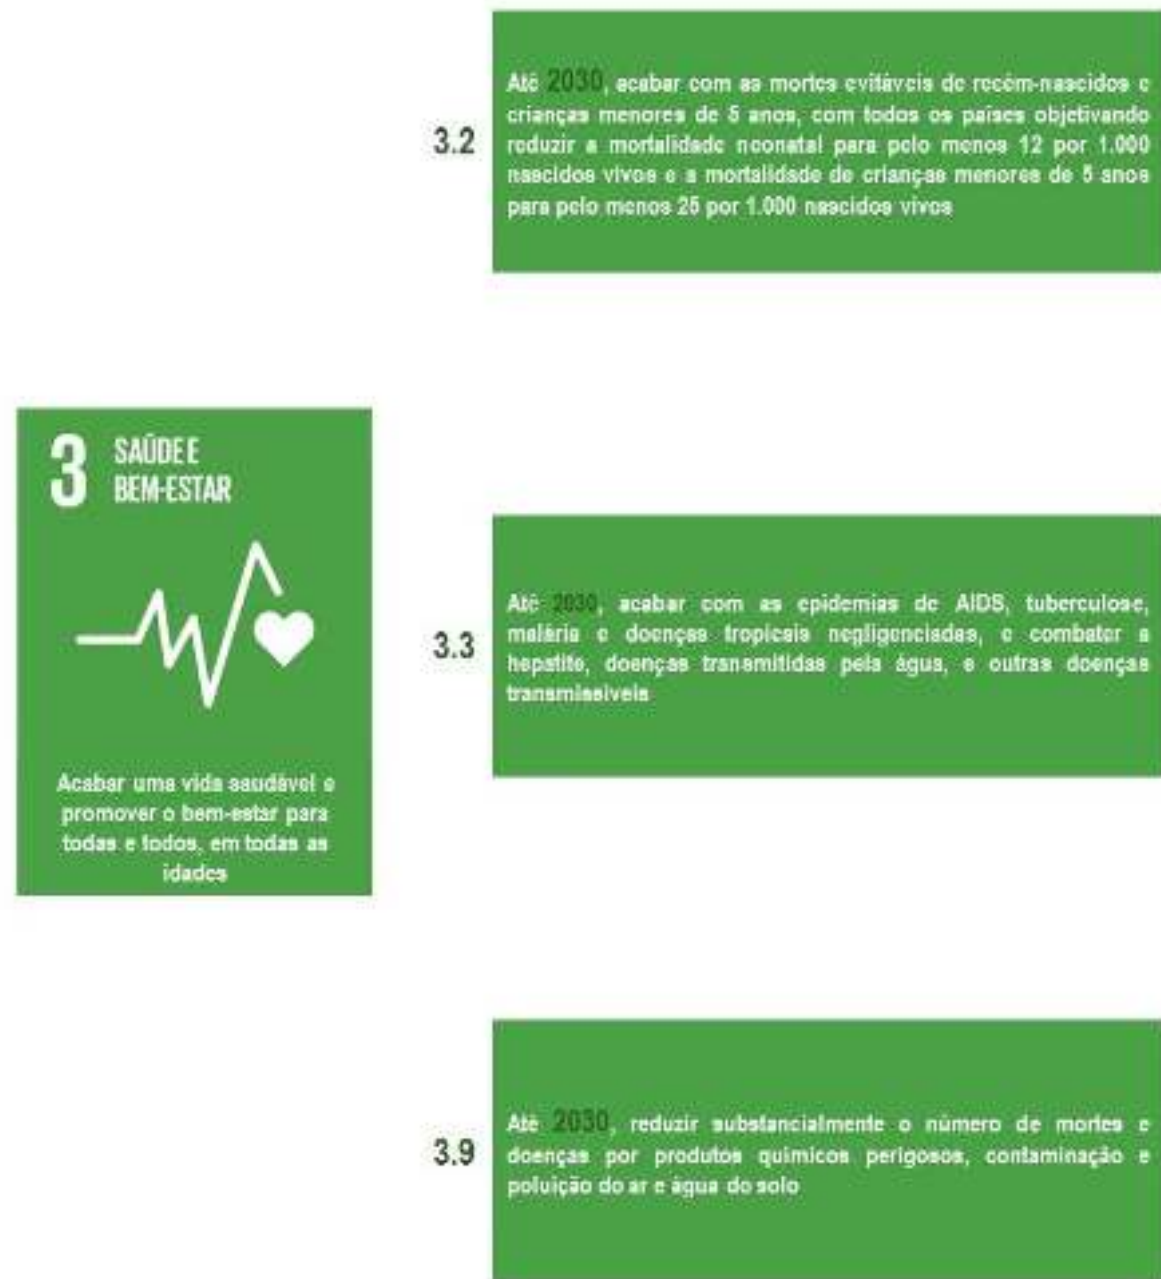 3.2
Até 2030, acabar com as mortes evitáveis de recém-nascidos e
crianças menores de 5 anos, com todos os países objetivando
reduzir a mortalidade neonatal para pelo menos 12 por 1.000
nascidos vivos e a mortalidade de crianças menores de 5 anos
para pelo menos 25 por 1.000 nascidos vivos
3 SAÚDE E
BEM-ESTAR
Acabar uma vida saudável e
promover o bem-estar para
todas e todos, em todas as
idades
3.3
Até 2030, acabar com as epidemias de AIDS, tuberculose,
malária e doenças tropicais negligenciadas, e combater a
hepatite, doenças transmitidas pela água, e outras doenças
transmissíveis
3.9
Até 2030, reduzir substancialmente o número de mortes e
doenças por produtos químicos perigosos, contaminação e
poluição do ar e água do solo